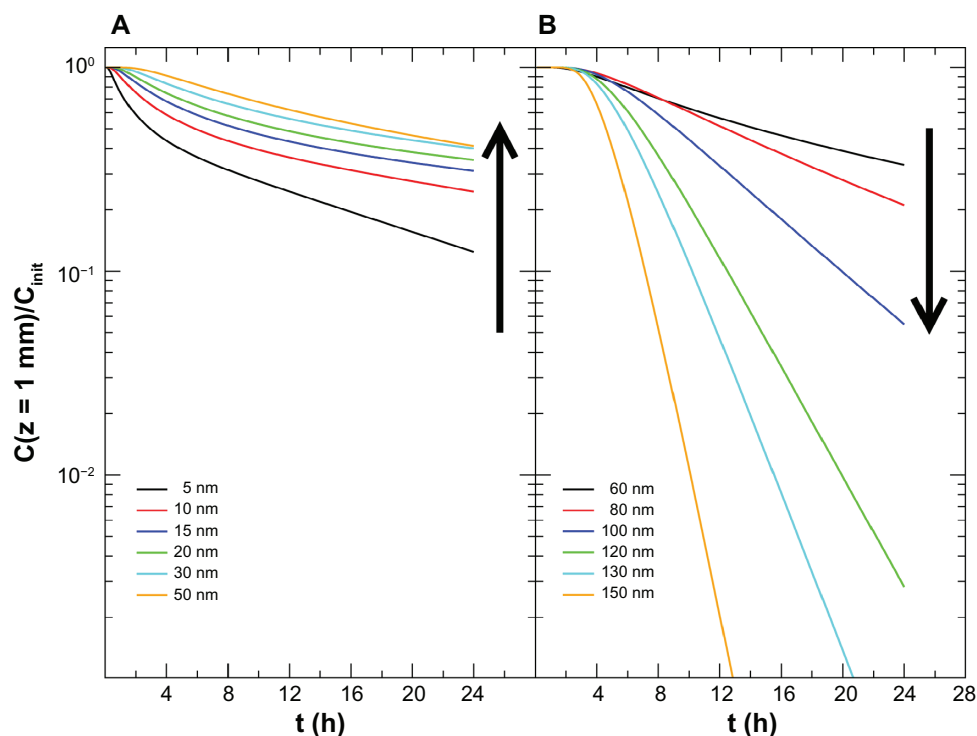 A
B
10⁰
10⁻¹
10⁻²
C(z = 1 mm)/C_init
5 nm
10 nm
15 nm
20 nm
30 nm
50 nm
60 nm
80 nm
100 nm
120 nm
130 nm
150 nm
4 8 12 16 20 24
4 8 12 16 20 24 28
t (h)
t (h)